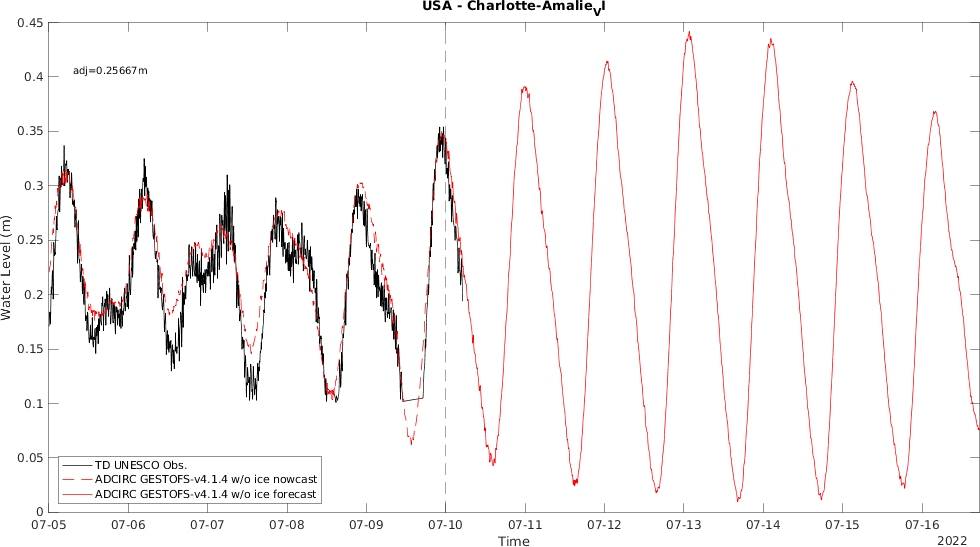 USA - Charlotte-AmalieVI
adj=0.25667m
Water Level (m)
0.45
0.4
0.35
0.3
0.25
0.2
0.15
0.1
0.05
0
TD UNESCO Obs.
ADCIRC GESTOFS-v4.1.4 w/o ice nowcast
ADCIRC GESTOFS-v4.1.4 w/o ice forecast
07-05 07-06 07-07 07-08 07-09 07-10 07-11 07-12 07-13 07-14 07-15 07-16
Time
2022